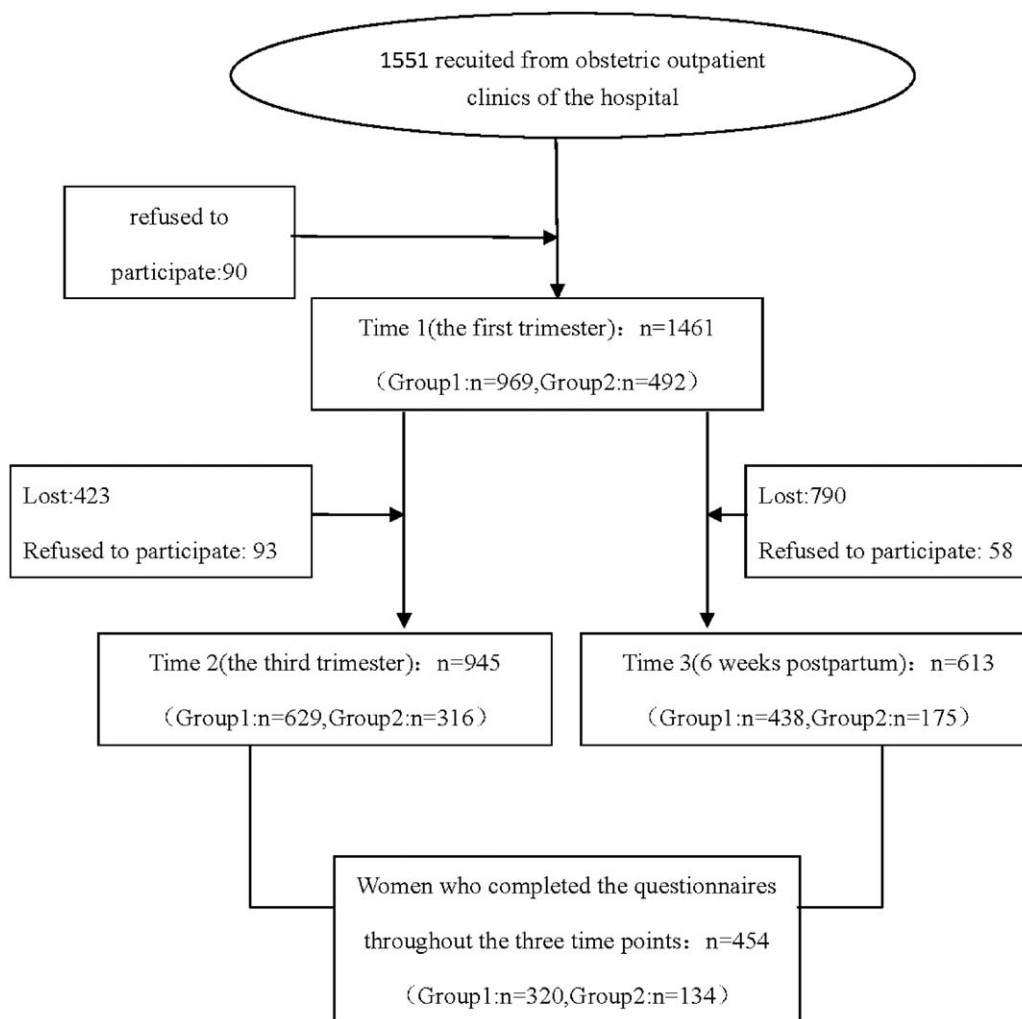 1551 recuited from obstetric outpatient
clinics of the hospital
refused to
participate:90
Time 1(the first trimester)：n=1461
（Group1:n=969,Group2:n=492）
Lost:423
Refused to participate: 93
Lost:790
Refused to participate: 58
Time 2(the third trimester)：n=945
（Group1:n=629,Group2:n=316）
Time 3(6 weeks postpartum)：n=613
（Group1:n=438,Group2:n=175）
Women who completed the questionnaires
throughout the three time points：n=454
（Group1:n=320,Group2:n=134）